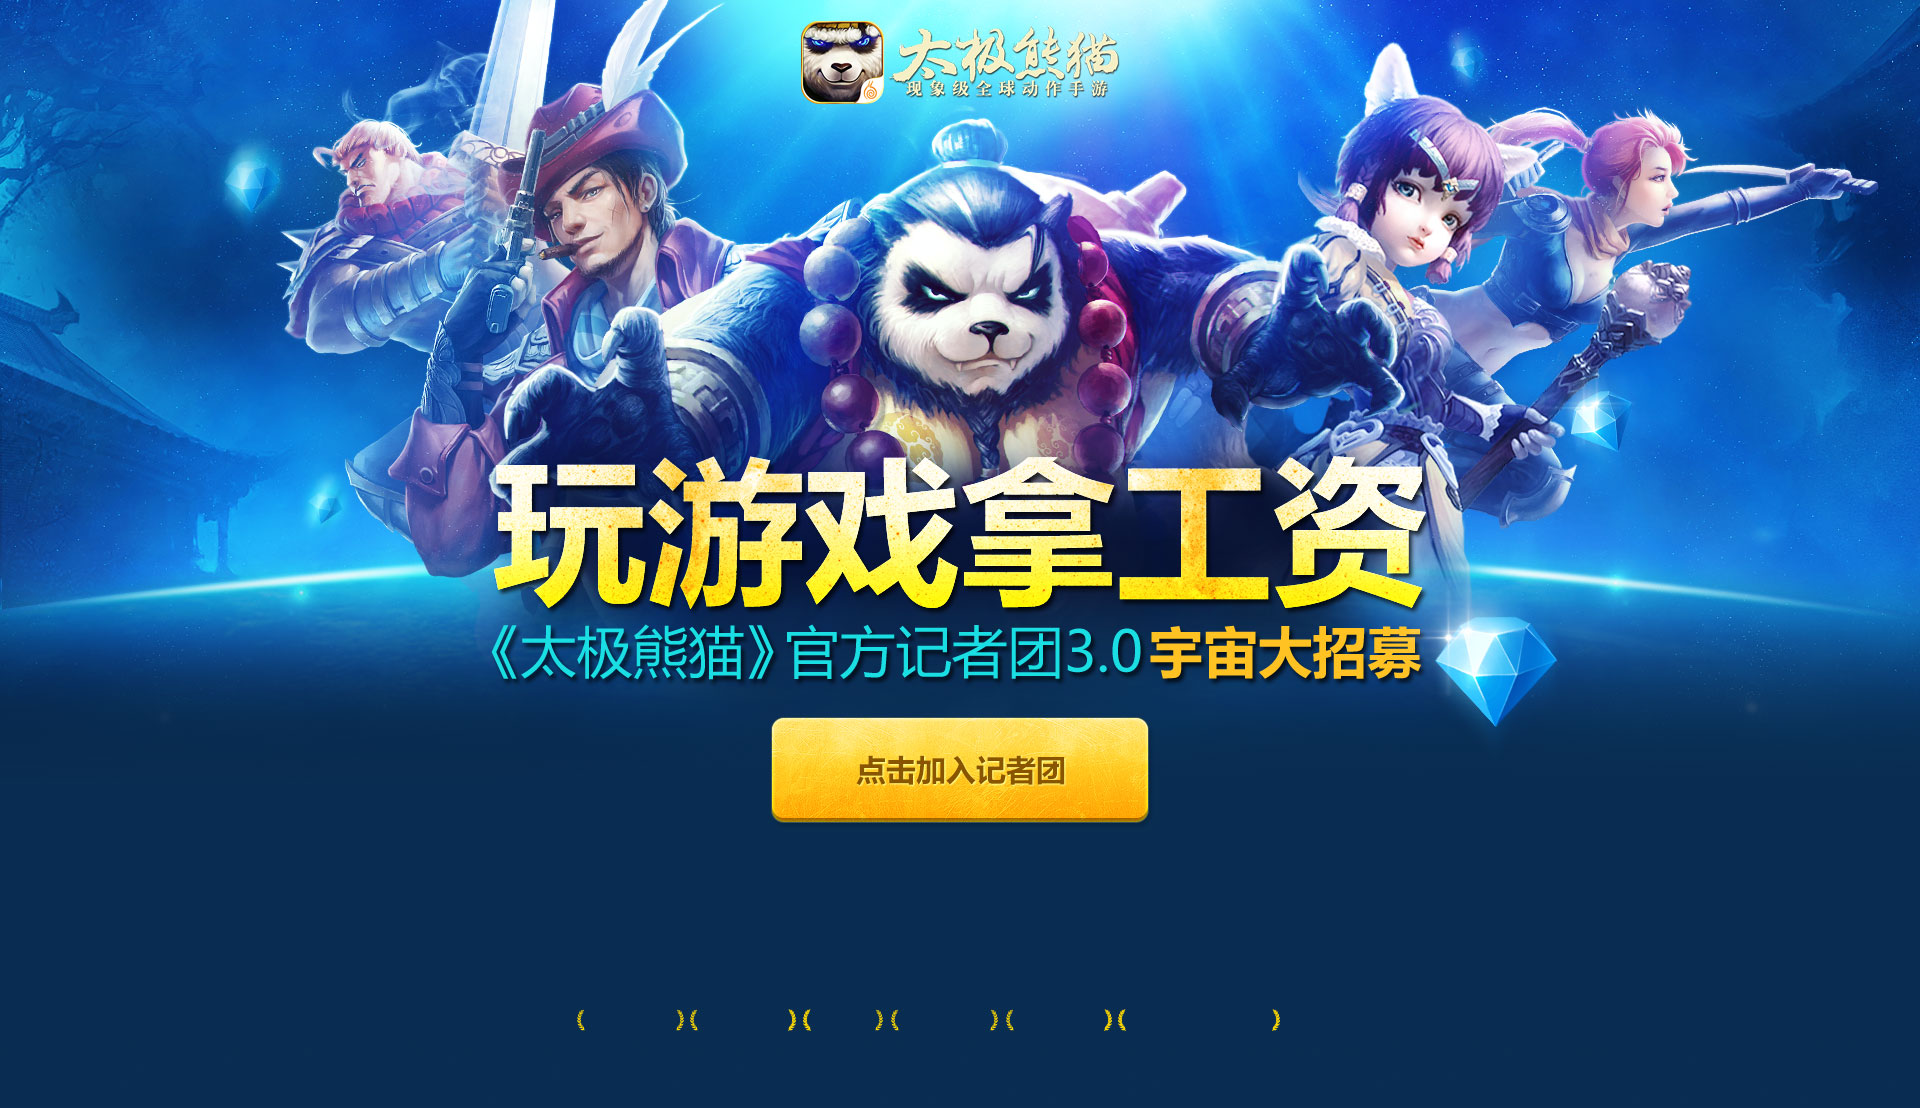 太极熊猫
现象级全球动作手游
玩游戏拿工资
《太极熊猫》官方记者团3.0宇宙大招募
点击加入记者团